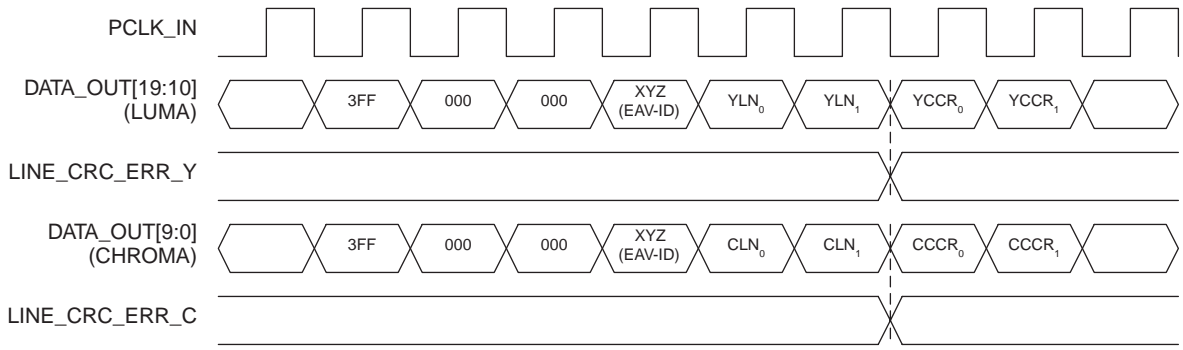 PCLK_IN
DATA_OUT[19:10]
(LUMA)
3FF 000 000 XYZ (EAV-ID) YLN0 YLN1 YCCR0 YCCR1
LINE_CRC_ERR_Y
DATA_OUT[9:0]
(CHROMA)
3FF 000 000 XYZ (EAV-ID) CLN0 CLN1 CCCR0 CCCR1
LINE_CRC_ERR_C